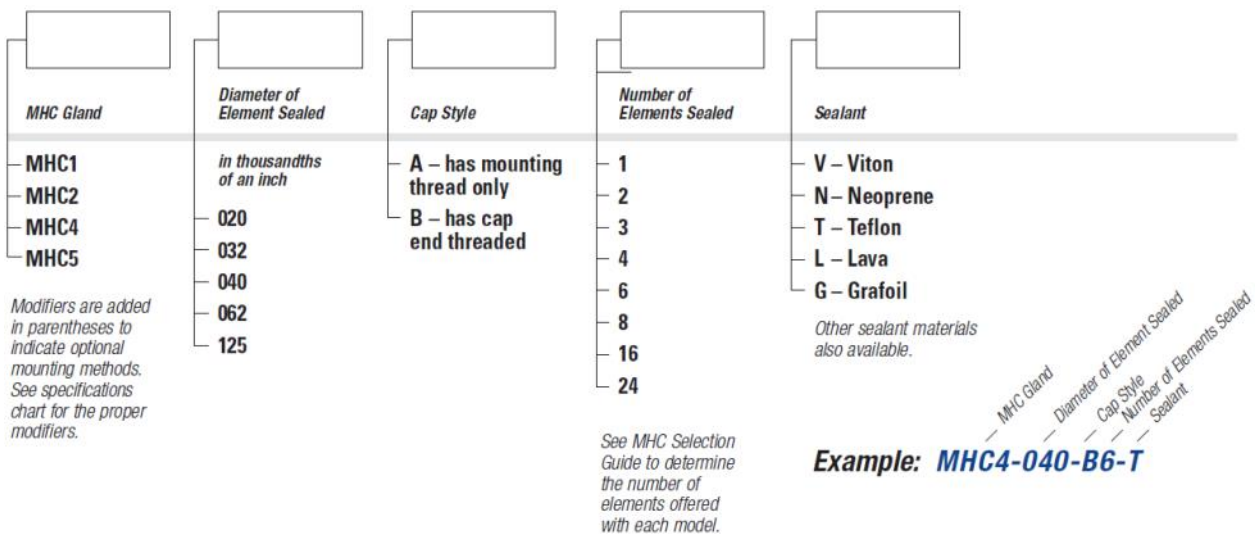 MHC Gland
MHC1
MHC2
MHC4
MHC5
Modifiers are added
in parentheses to
indicate optional
mounting methods.
See specifications
chart for the proper
modifiers.
Diameter of
Element Sealed
in thousandths
of an inch
020
032
040
062
125
Cap Style
A – has mounting
thread only
B – has cap
end threaded
Number of
Elements Sealed
1
2
3
4
6
8
16
24
See MHC Selection
Guide to determine
the number of
elements offered
with each model.
Sealant
V – Viton
N – Neoprene
T – Teflon
L – Lava
G – Grafoil
Other sealant materials
also available.
MHC Gland
Diameter of Element Sealed
Cap Style
Number of Elements Sealed
Sealant
Example: MHC4-040-B6-T